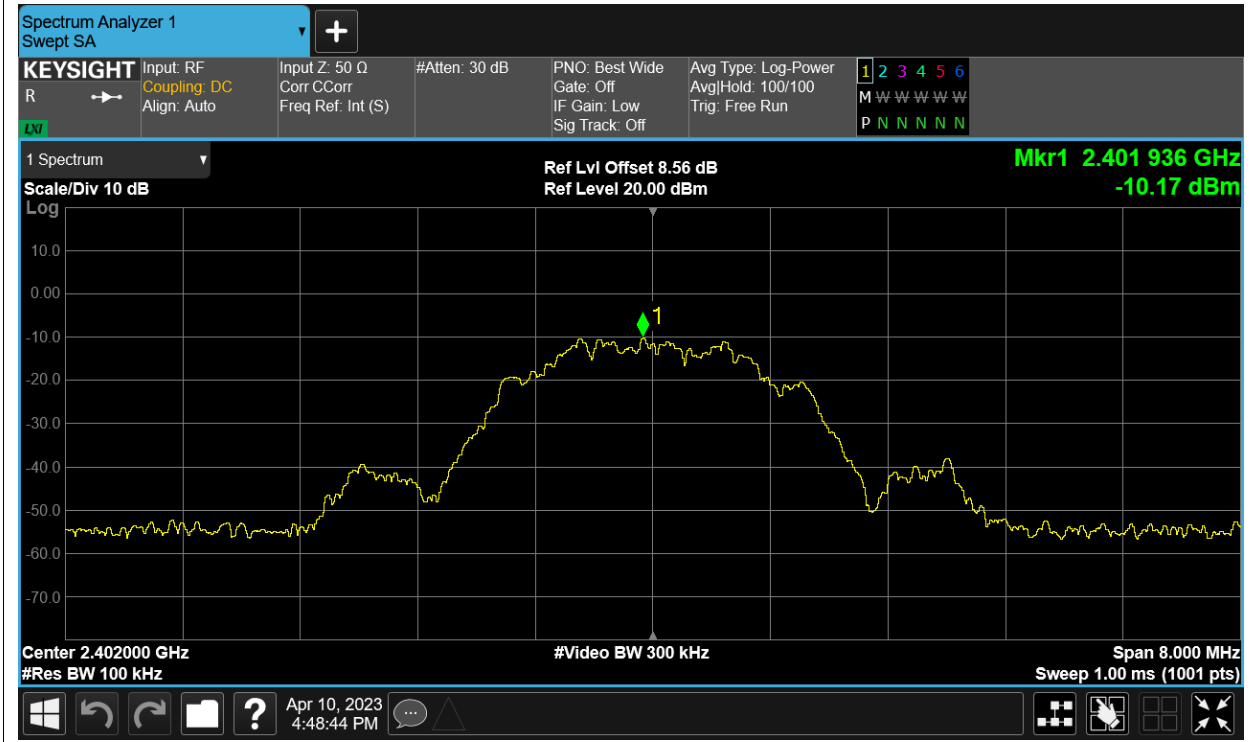 Spectrum Analyzer 1
Swept SA
+
KEYSIGHT
R
LXI
Input: RF
Coupling: DC
Align: Auto
Input Z: 50 Ω
Corr CCorr
Freq Ref: Int (S)
#Atten: 30 dB
PNO: Best Wide
Gate: Off
IF Gain: Low
Sig Track: Off
Avg Type: Log-Power
Avg|Hold: 100/100
Trig: Free Run
1 2 3 4 5 6
M W W W W W
P N N N N N
1 Spectrum
Scale/Div 10 dB
Log
Ref Lvl Offset 8.56 dB
Ref Level 20.00 dBm
Mkr1 2.401 936 GHz
-10.17 dBm
10.0
0.00
1
-10.0
-20.0
-30.0
-40.0
-50.0
-60.0
-70.0
Center 2.402000 GHz
#Video BW 300 kHz
Span 8.000 MHz
#Res BW 100 kHz
Sweep 1.00 ms (1001 pts)
?
Apr 10, 2023
4:48:44 PM